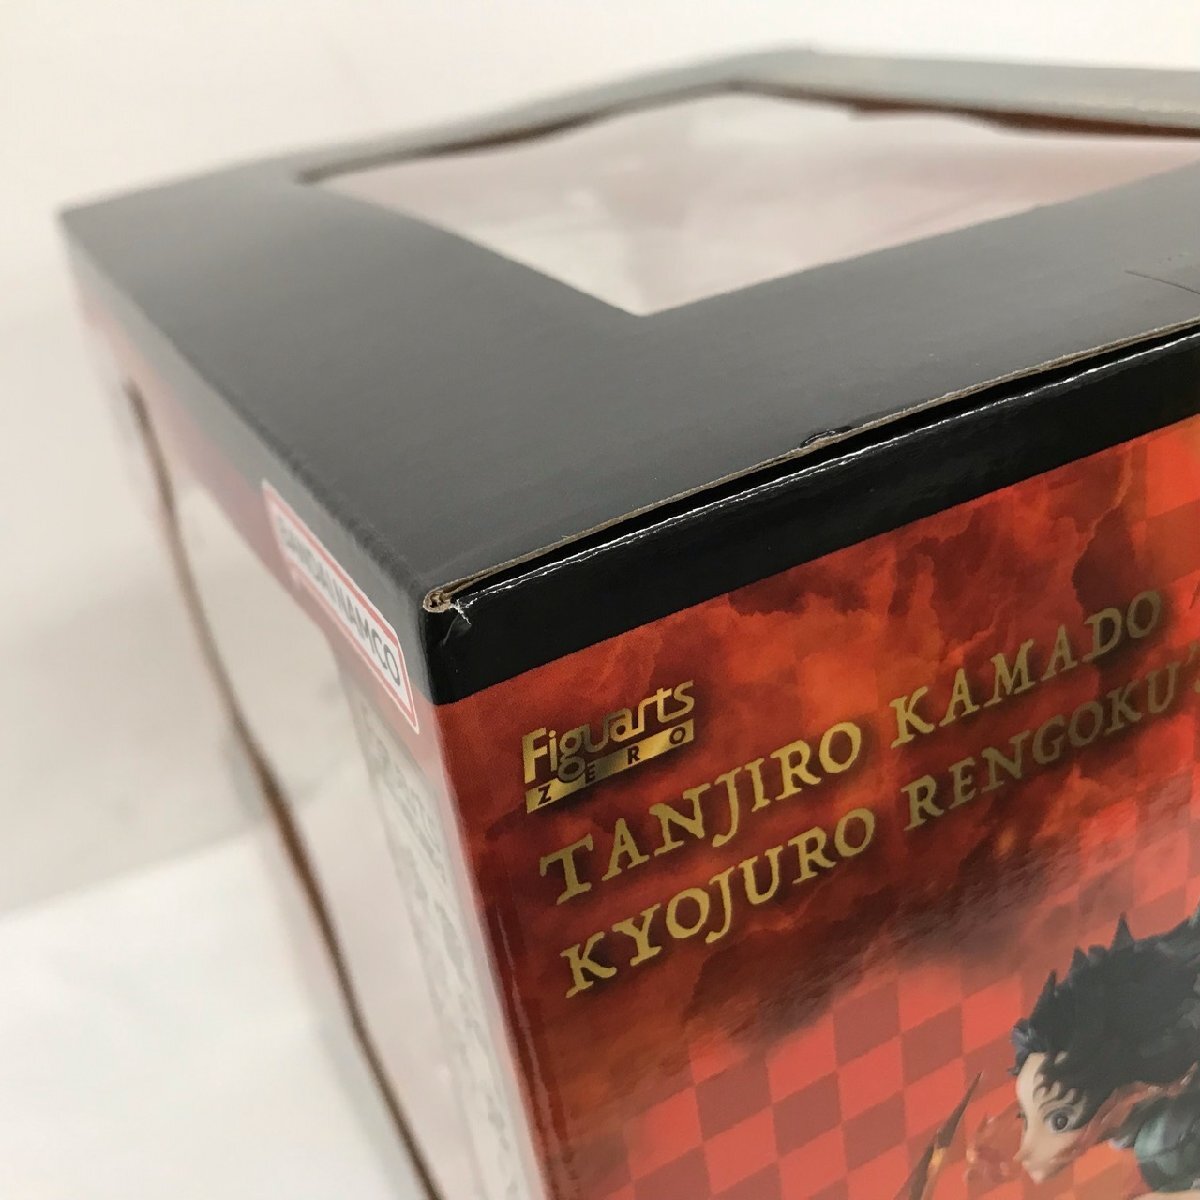 BANDAI NAMCO
Figuarts
ZERO
TANJIRO KAMADO
KYOJURO RENGOKU'